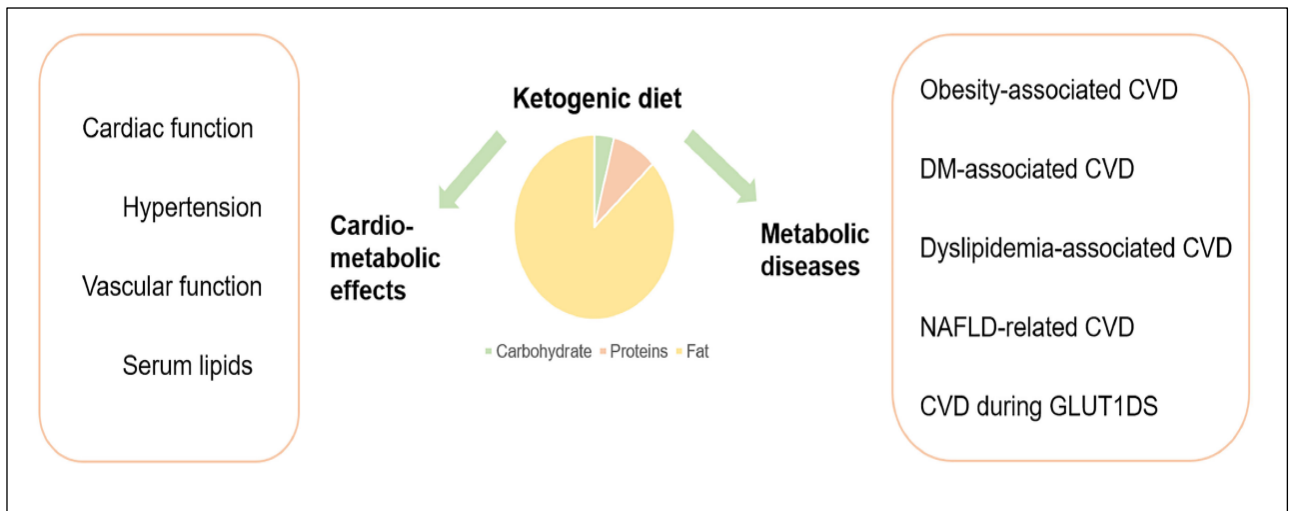 Cardiac function
Hypertension
Vascular function
Serum lipids
Ketogenic diet
Cardio-
metabolic
effects
Metabolic
diseases
Carbohydrate Proteins Fat
Obesity-associated CVD
DM-associated CVD
Dyslipidemia-associated CVD
NAFLD-related CVD
CVD during GLUT1DS